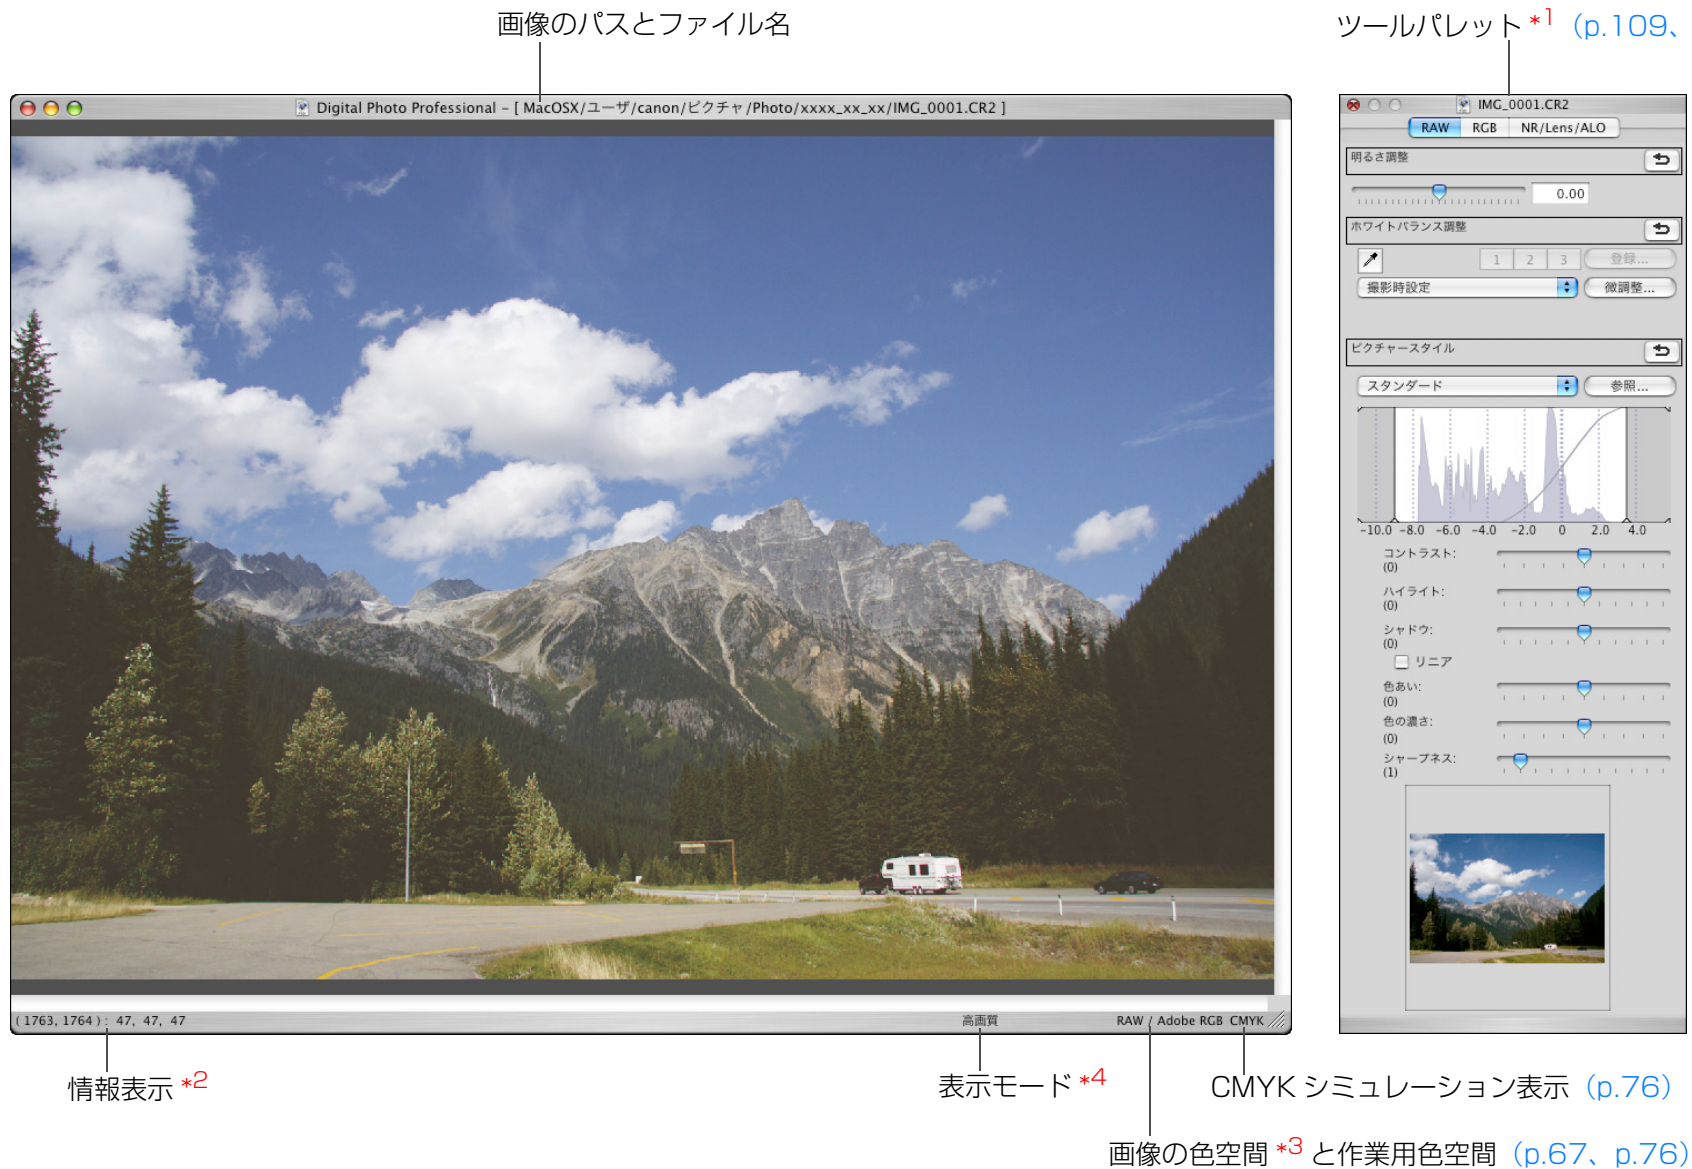 画像のパスとファイル名
ツールパレット *1 (p.109、
Digital Photo Professional – [ MacOSX/ユーザ/canon/ピクチャ/Photo/xxxx_xx_xx/IMG_0001.CR2 ]
IMG_0001.CR2
RAW RGB NR/Lens/ALO
明るさ調整
0.00
ホワイトバランス調整
1 2 3 登録...
撮影時設定 微調整...
ピクチャースタイル
スタンダード 参照...
-10.0 -8.0 -6.0 -4.0 -2.0 0 2.0 4.0
コントラスト:
(0)
ハイライト:
(0)
シャドウ:
(0)
リニア
色あい:
(0)
色の濃さ:
(0)
シャープネス:
(1)
(1763, 1764) : 47, 47, 47
高画質
RAW / Adobe RGB CMYK
情報表示 *2
表示モード *4
CMYK シミュレーション表示 (p.76)
画像の色空間 *3 と作業用色空間 (p.67、p.76)